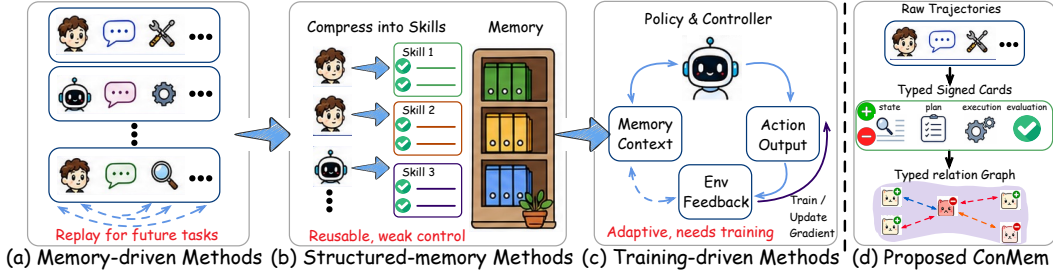 Replay for future tasks
(a) Memory-driven Methods
Compress into Skills
Memory
Skill 1
Skill 2
Skill 3
Reusable, weak control
(b) Structured-memory Methods
Policy & Controller
Memory
Context
Action
Output
Env
Feedback
Train /
Update
Gradient
Adaptive, needs training
(c) Training-driven Methods
Raw Trajectories
Typed Signed Cards
state
plan
execution
evaluation
Typed relation Graph
(d) Proposed ConMem